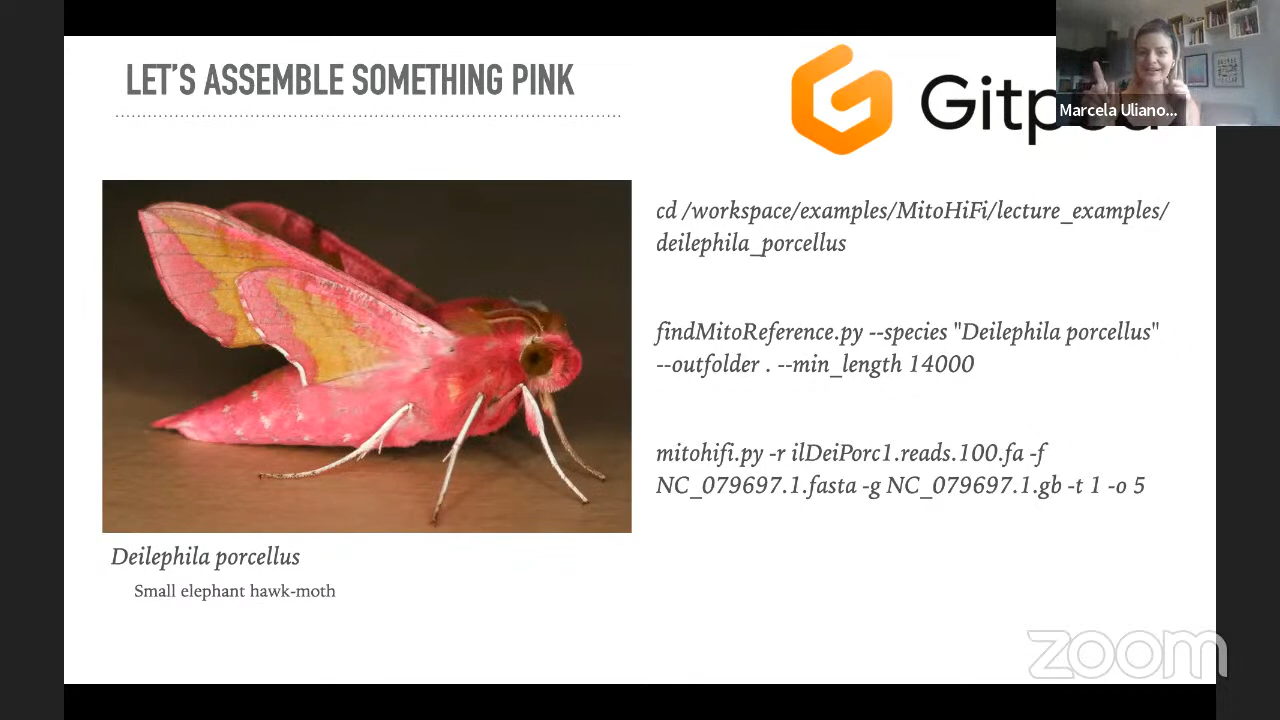 LET'S ASSEMBLE SOMETHING PINK
Marcela Uliano...
cd /workspace/examples/MitoHiFi/lecture_examples/
deilephila_porcellus
findMitoReference.py --species "Deilephila porcellus"
--outfolder . --min_length 14000
mitohifi.py -r ilDeiPorc1.reads.100.fa -f
NC_079697.1.fasta -g NC_079697.1.gb -t 1 -o 5
Deilephila porcellus
Small elephant hawk-moth
zoom